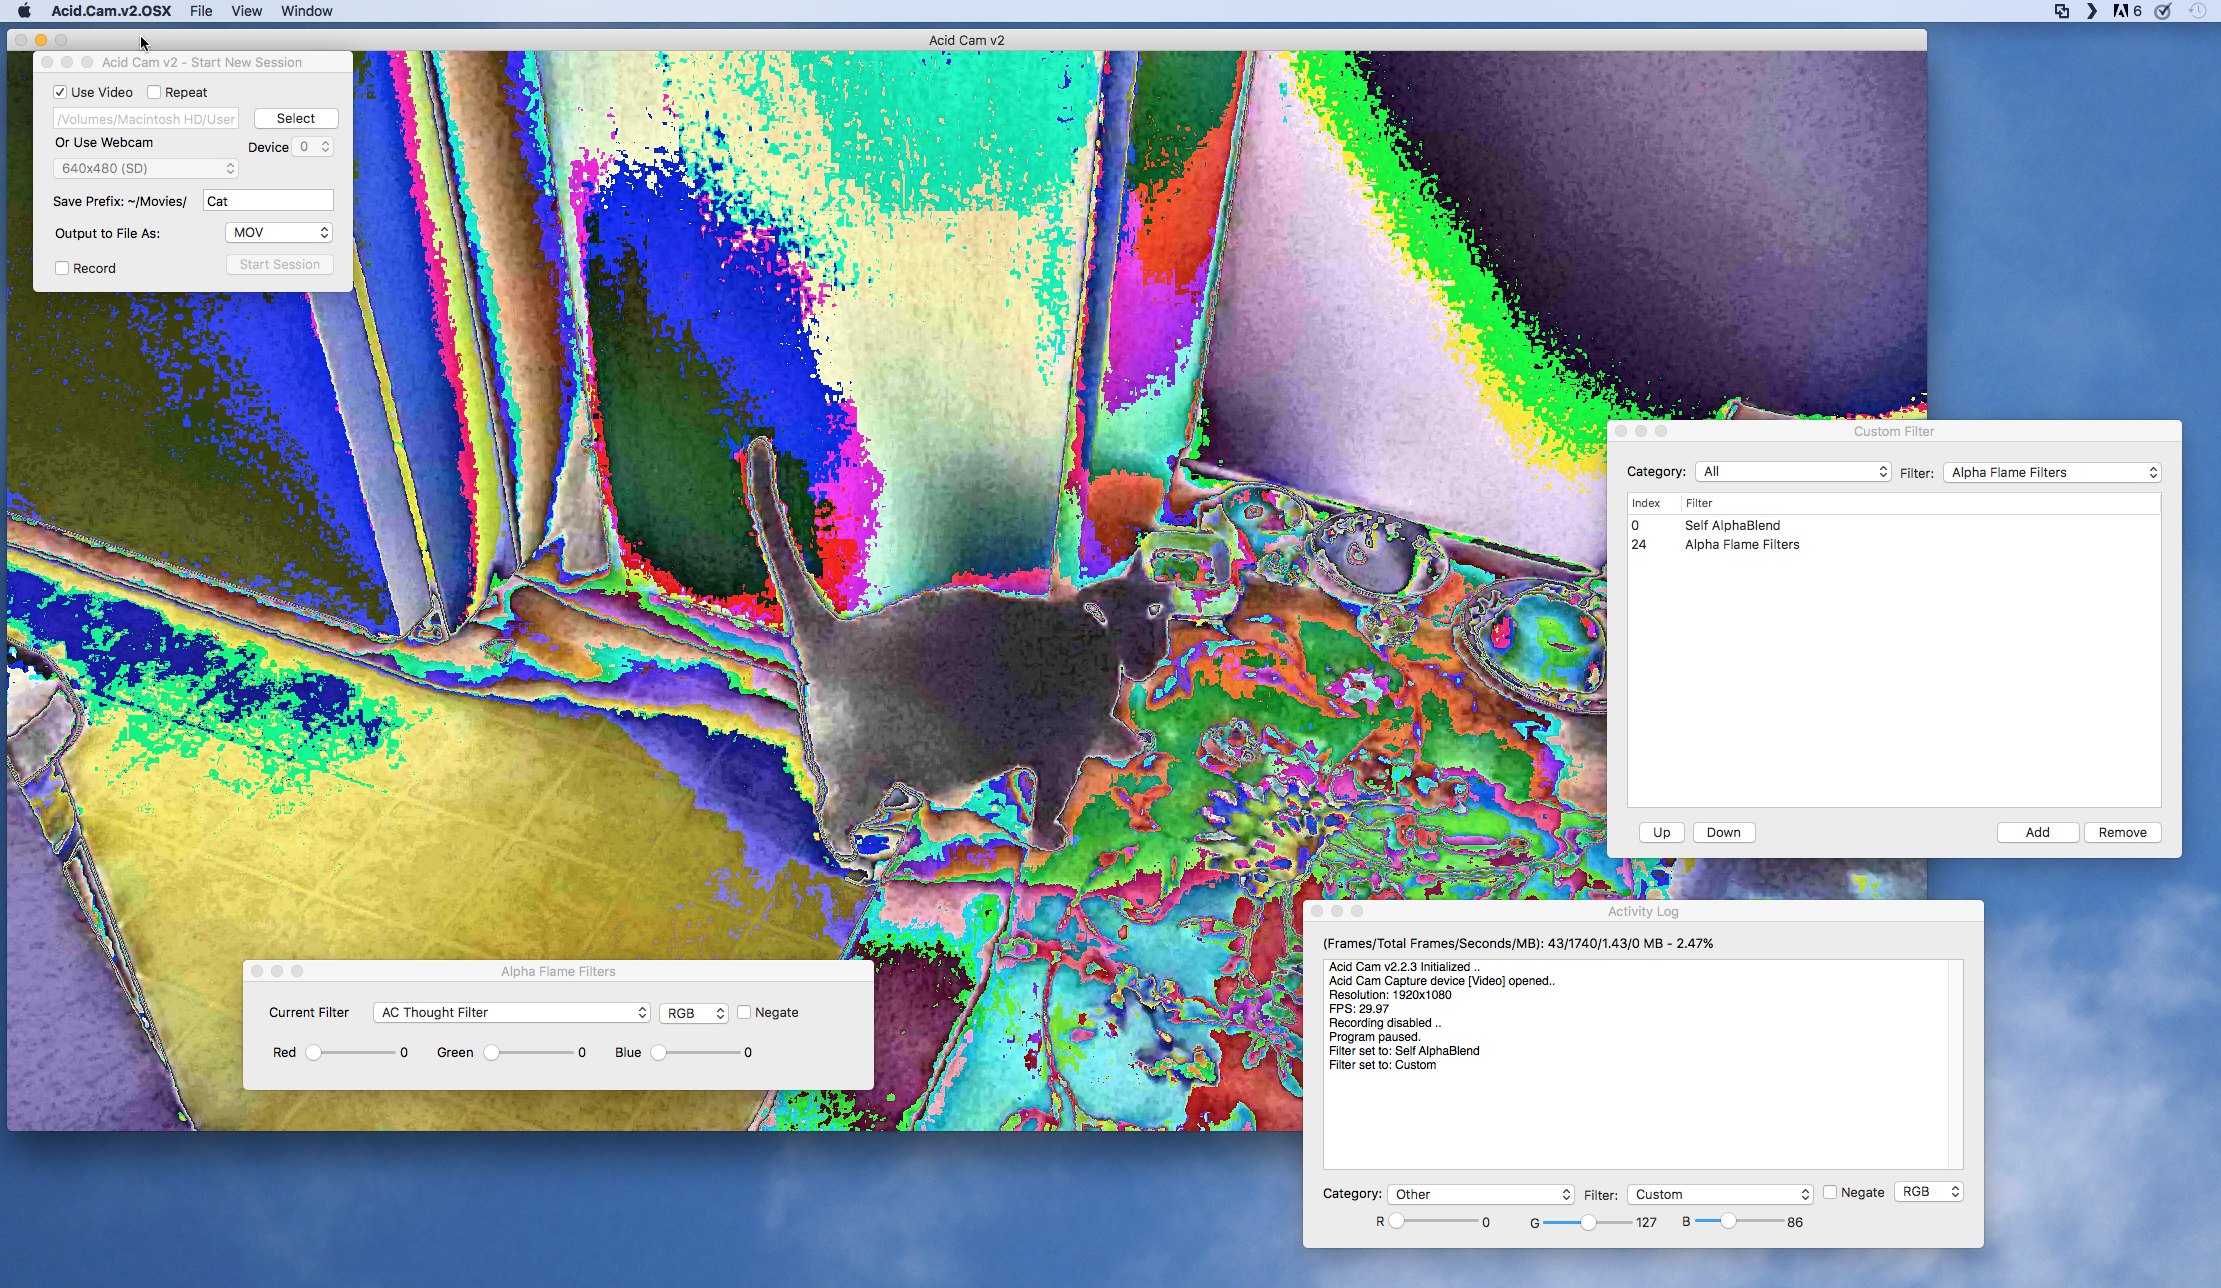 Acid.Cam.v2.OSX File View Window 6
Acid Cam v2
Acid Cam v2 - Start New Session
Use Video Repeat
/Volumes/Macintosh HD/User Select
Or Use Webcam
Device 0
640x480 (SD)
Save Prefix: ~/Movies/ Cat
Output to File As: MOV
Record Start Session
Custom Filter
Category: All Filter: Alpha Flame Filters
Index Filter
0 Self AlphaBlend
24 Alpha Flame Filters
Up Down Add Remove
Activity Log
(Frames/Total Frames/Seconds/MB): 43/1740/1.43/0 MB - 2.47%
Acid Cam v2.2.3 Initialized ..
Acid Cam Capture device [Video] opened..
Resolution: 1920x1080
FPS: 29.97
Recording disabled ..
Program paused.
Filter set to: Self AlphaBlend
Filter set to: Custom
Category: Other Filter: Custom Negate RGB
R 0 G 127 B 86
Alpha Flame Filters
Current Filter AC Thought Filter RGB Negate
Red 0 Green 0 Blue 0